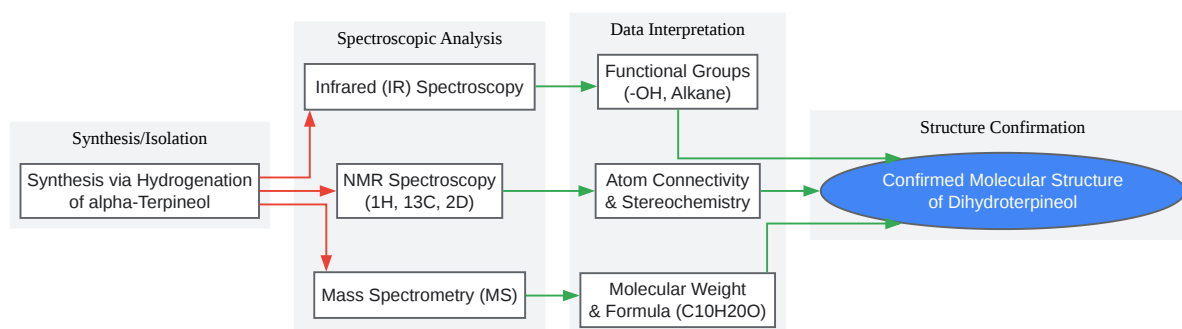 Synthesis/Isolation
Synthesis via Hydrogenation
of alpha-Terpineol
Spectroscopic Analysis
Infrared (IR) Spectroscopy
NMR Spectroscopy
(1H, 13C, 2D)
Mass Spectrometry (MS)
Data Interpretation
Functional Groups
(-OH, Alkane)
Atom Connectivity
& Stereochemistry
Molecular Weight
& Formula (C10H20O)
Structure Confirmation
Confirmed Molecular Structure
of Dihydroterpineol